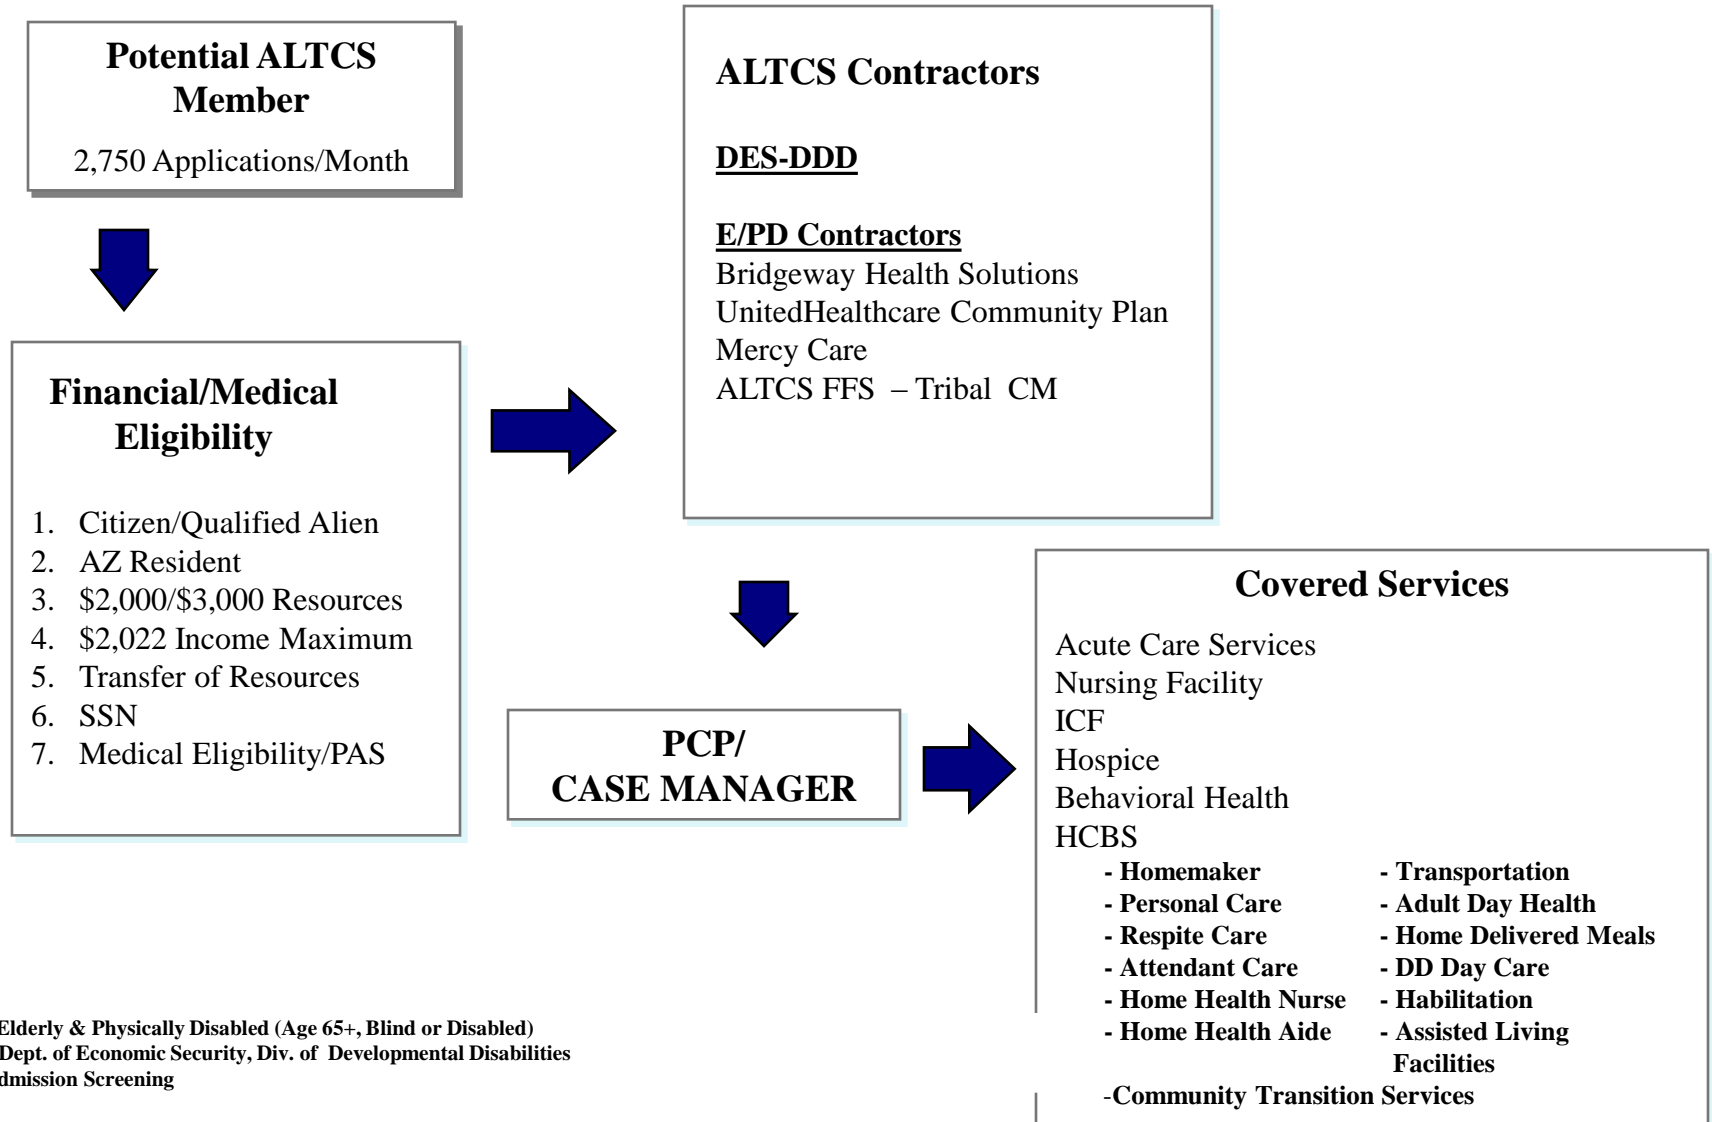 Potential ALTCS
Member
2,750 Applications/Month
Financial/Medical
Eligibility
1. Citizen/Qualified Alien
2. AZ Resident
3. $2,000/$3,000 Resources
4. $2,022 Income Maximum
5. Transfer of Resources
6. SSN
7. Medical Eligibility/PAS
ALTCS Contractors
DES-DDD
E/PD Contractors
Bridgeway Health Solutions
UnitedHealthcare Community Plan
Mercy Care
ALTCS FFS – Tribal CM
PCP/
CASE MANAGER
Covered Services
Acute Care Services
Nursing Facility
ICF
Hospice
Behavioral Health
HCBS
- Homemaker - Transportation
- Personal Care - Adult Day Health
- Respite Care - Home Delivered Meals
- Attendant Care - DD Day Care
- Home Health Nurse - Habilitation
- Home Health Aide - Assisted Living
Facilities
-Community Transition Services
Elderly & Physically Disabled (Age 65+, Blind or Disabled)
Dept. of Economic Security, Div. of Developmental Disabilities
Screening